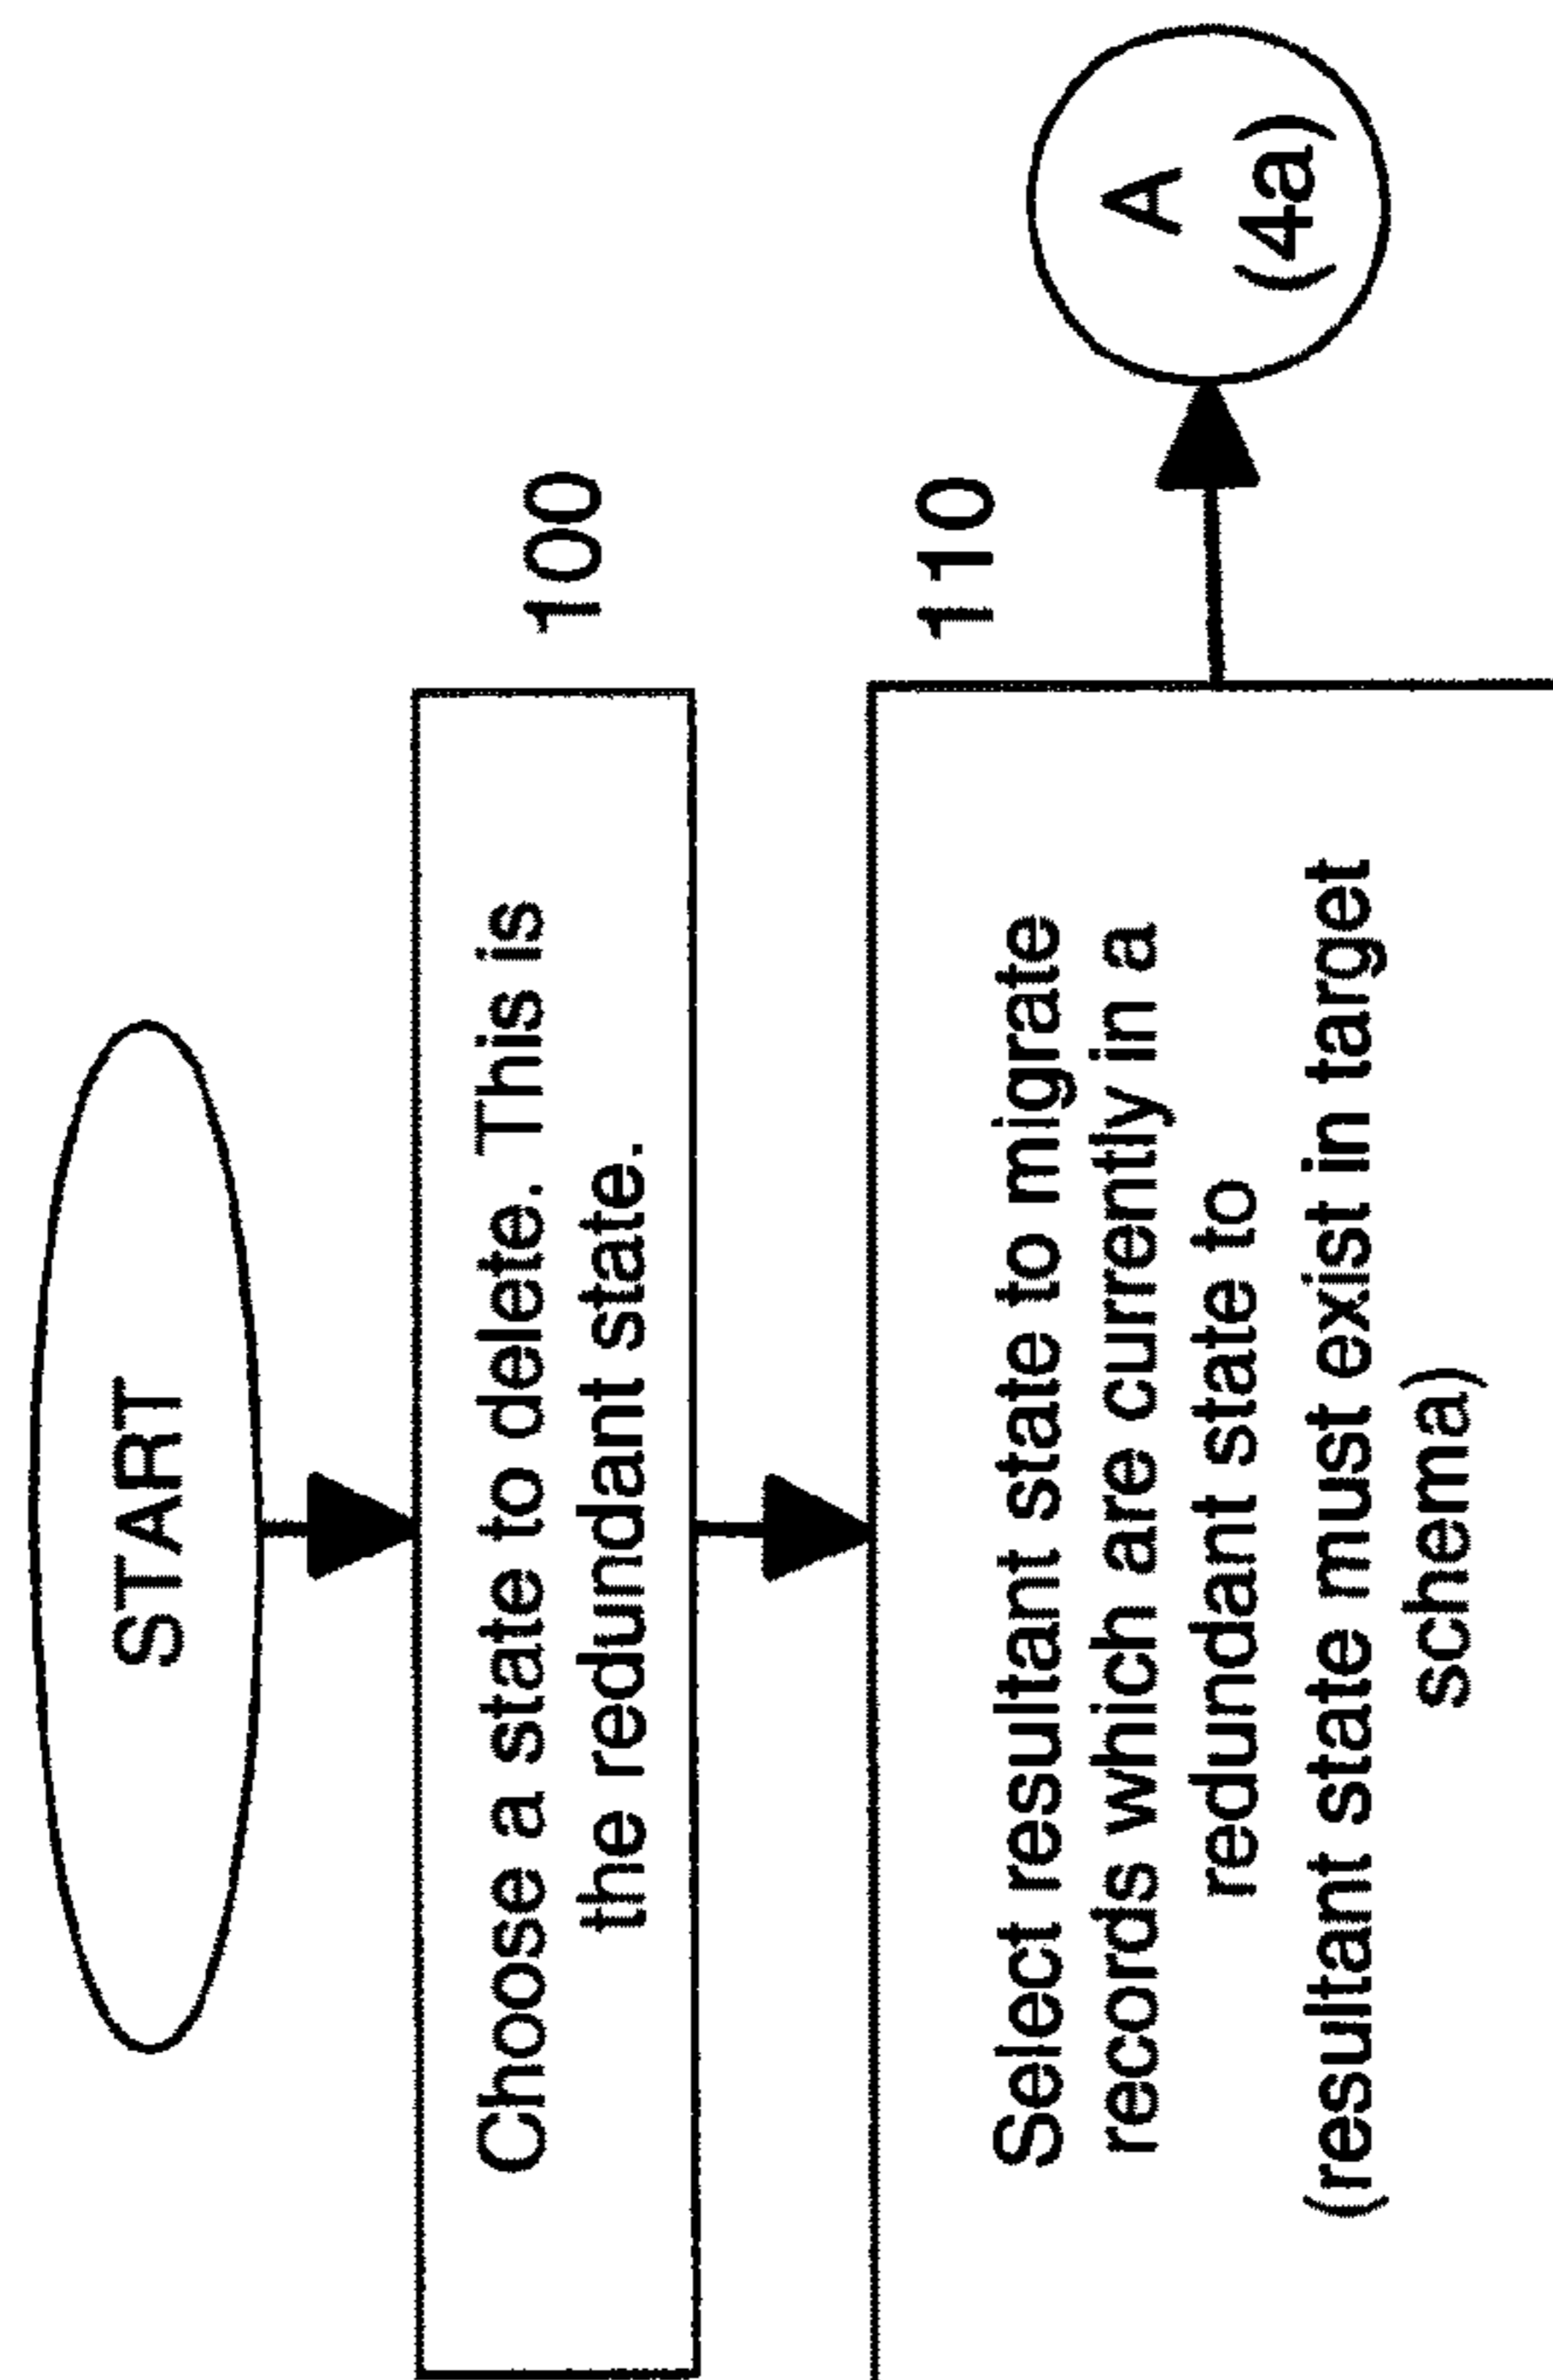 START
Choose a state to delete. This is
the redundant state.
100
Select resultant state to migrate
records which are currently in a
redundant state to
(resultant state must exist in target
schema)
110
A
(4a)